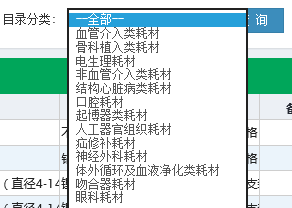 目录分类： 一全部一 询
血管介入类耗材
骨科植入类耗材
电生理耗材
非血管介入类耗材
结构心脏病类耗材
口腔耗材
起搏器类耗材
人工器官组织耗材 格
疝修补耗材
神经外科耗材
体外循环及血液净化类耗材
（直径4-14 吻合器耗材
眼科耗材
（直径4-14